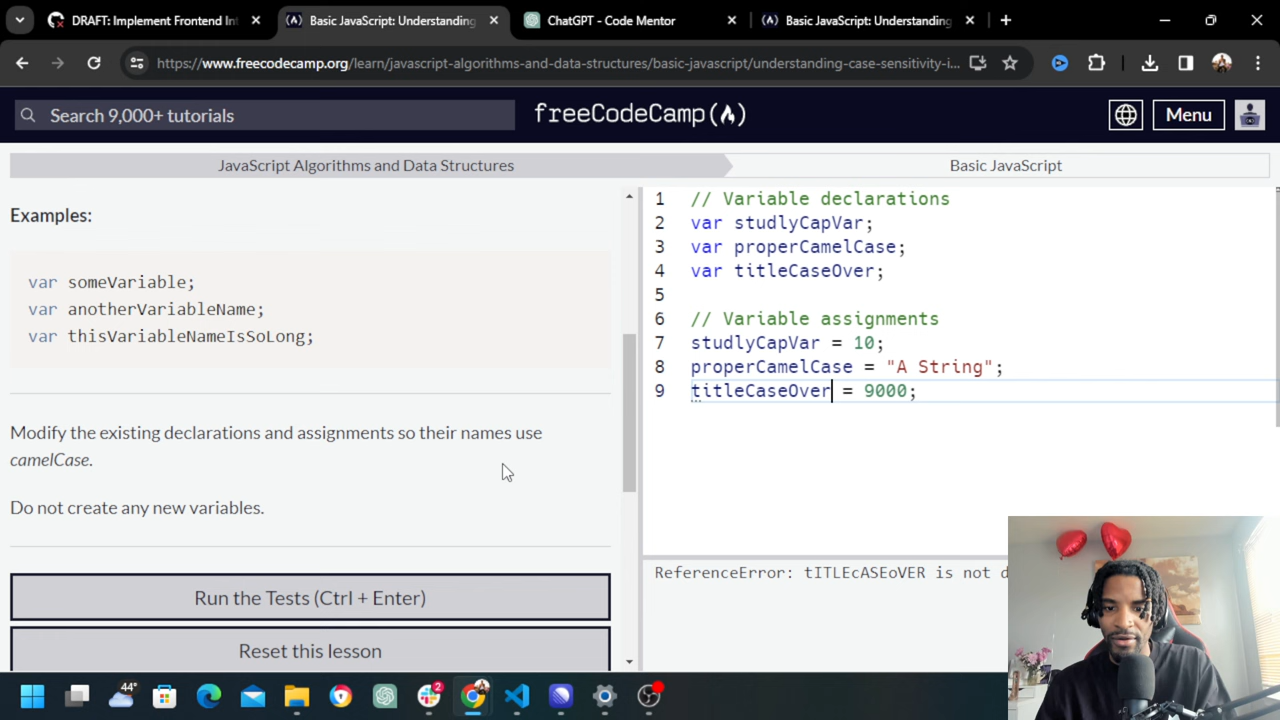 DRAFT: Implement Frontend Int
Basic JavaScript: Understanding
ChatGPT - Code Mentor
Basic JavaScript: Understanding
https://www.freecodecamp.org/learn/javascript-algorithms-and-data-structures/basic-javascript/understanding-case-sensitivity-i...
Search 9,000+ tutorials
freeCodeCamp
Menu
JavaScript Algorithms and Data Structures
Basic JavaScript
Examples:
var someVariable;
var anotherVariableName;
var thisVariableNameIsSoLong;
Modify the existing declarations and assignments so their names use
camelCase.
Do not create any new variables.
Run the Tests (Ctrl + Enter)
Reset this lesson
1 // Variable declarations
2 var studlyCapVar;
3 var properCamelCase;
4 var titleCaseOver;
5
6 // Variable assignments
7 studlyCapVar = 10;
8 properCamelCase = "A String";
9 titleCaseOver = 9000;
ReferenceError: tITLEcASEoVER is not d
44°
2